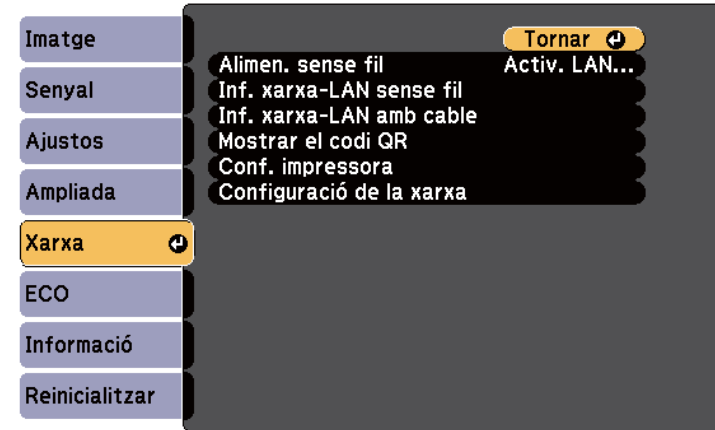 Imatge
Senyal
Ajustos
Ampliada
Xarxa
ECO
Informació
Reinicialitzar
Tornar
Alimen. sense fil Activ. LAN...
Inf. xarxa-LAN sense fil
Inf. xarxa-LAN amb cable
Mostrar el codi QR
Conf. impressora
Configuració de la xarxa